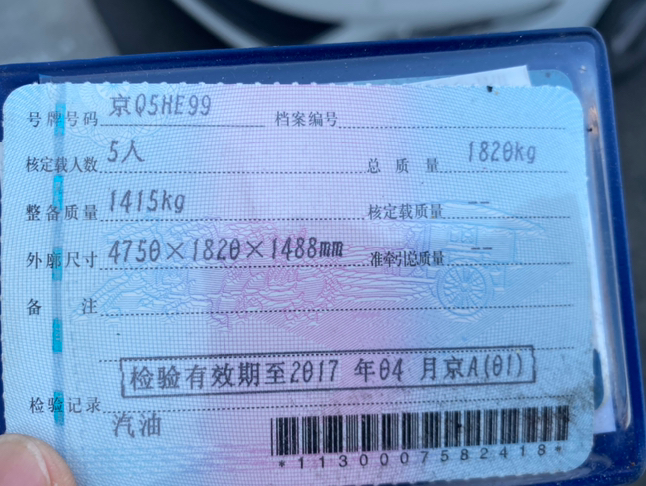 号牌号码 京Q5HE99 档案编号
核定载人数 5人 总质量 1820kg
整备质量 1415kg 核定载质量 --
外廓尺寸 4750×1820×1488mm 准牵引总质量 --
备注
检验有效期至2017年04月京A(01)
检验记录
汽油
*1130007582418*